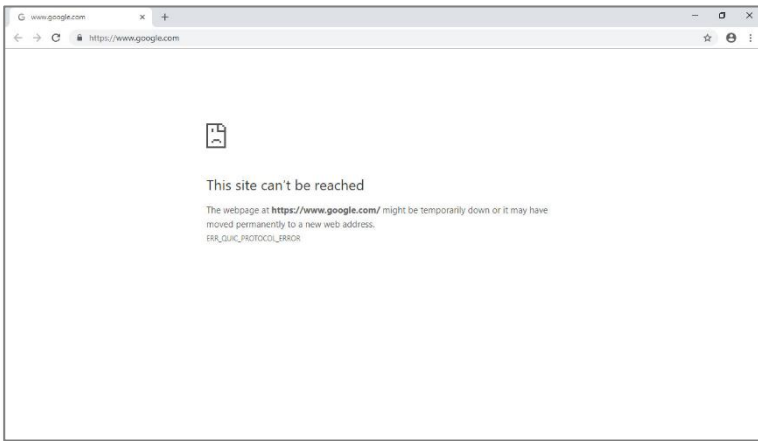 www.google.com
https://www.google.com
This site can't be reached
The webpage at https://www.google.com/ might be temporarily down or it may have
moved permanently to a new web address.
ERR_QUIC_PROTOCOL_ERROR